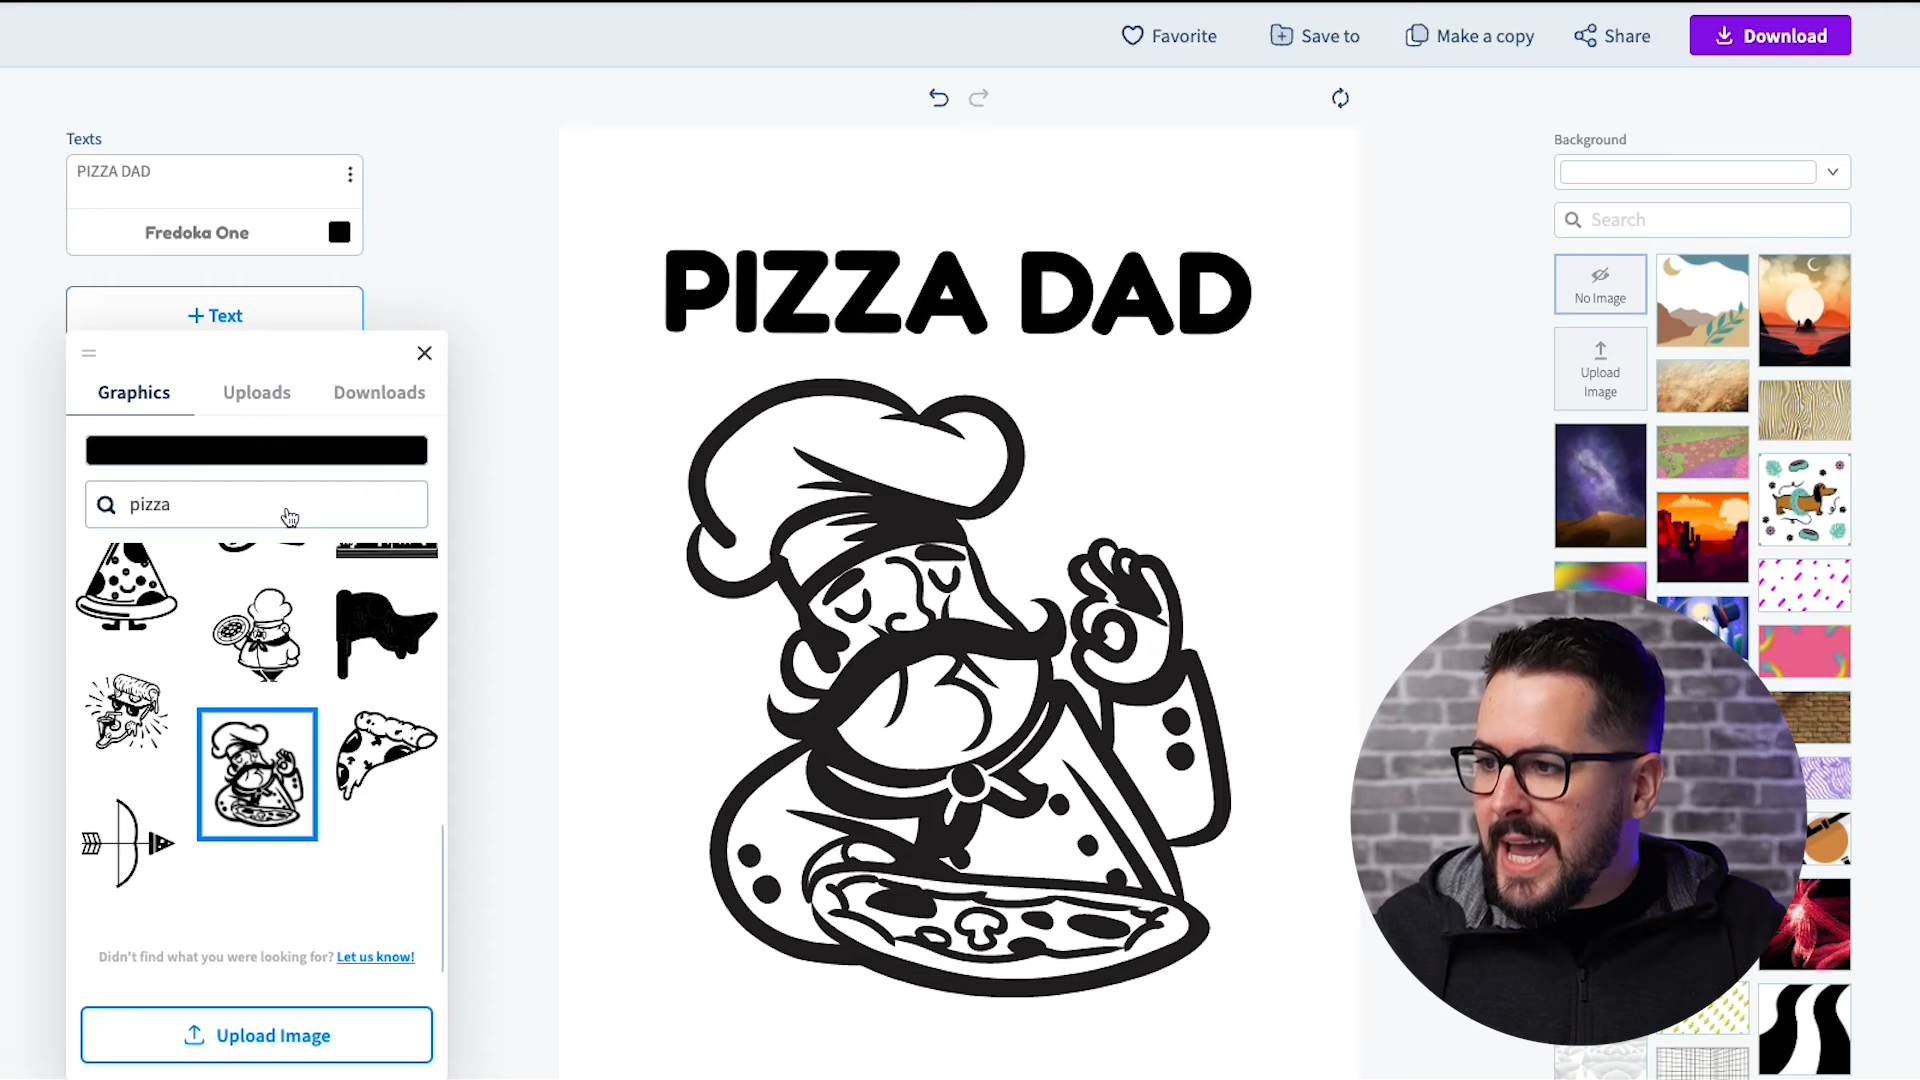 Favorite
Save to
Make a copy
Share
Download
Texts
PIZZA DAD
Fredoka One
+ Text
Graphics
Uploads
Downloads
pizza
Didn't find what you were looking for? Let us know!
Upload Image
PIZZA DAD
Background
Search
No Image
Upload
Image